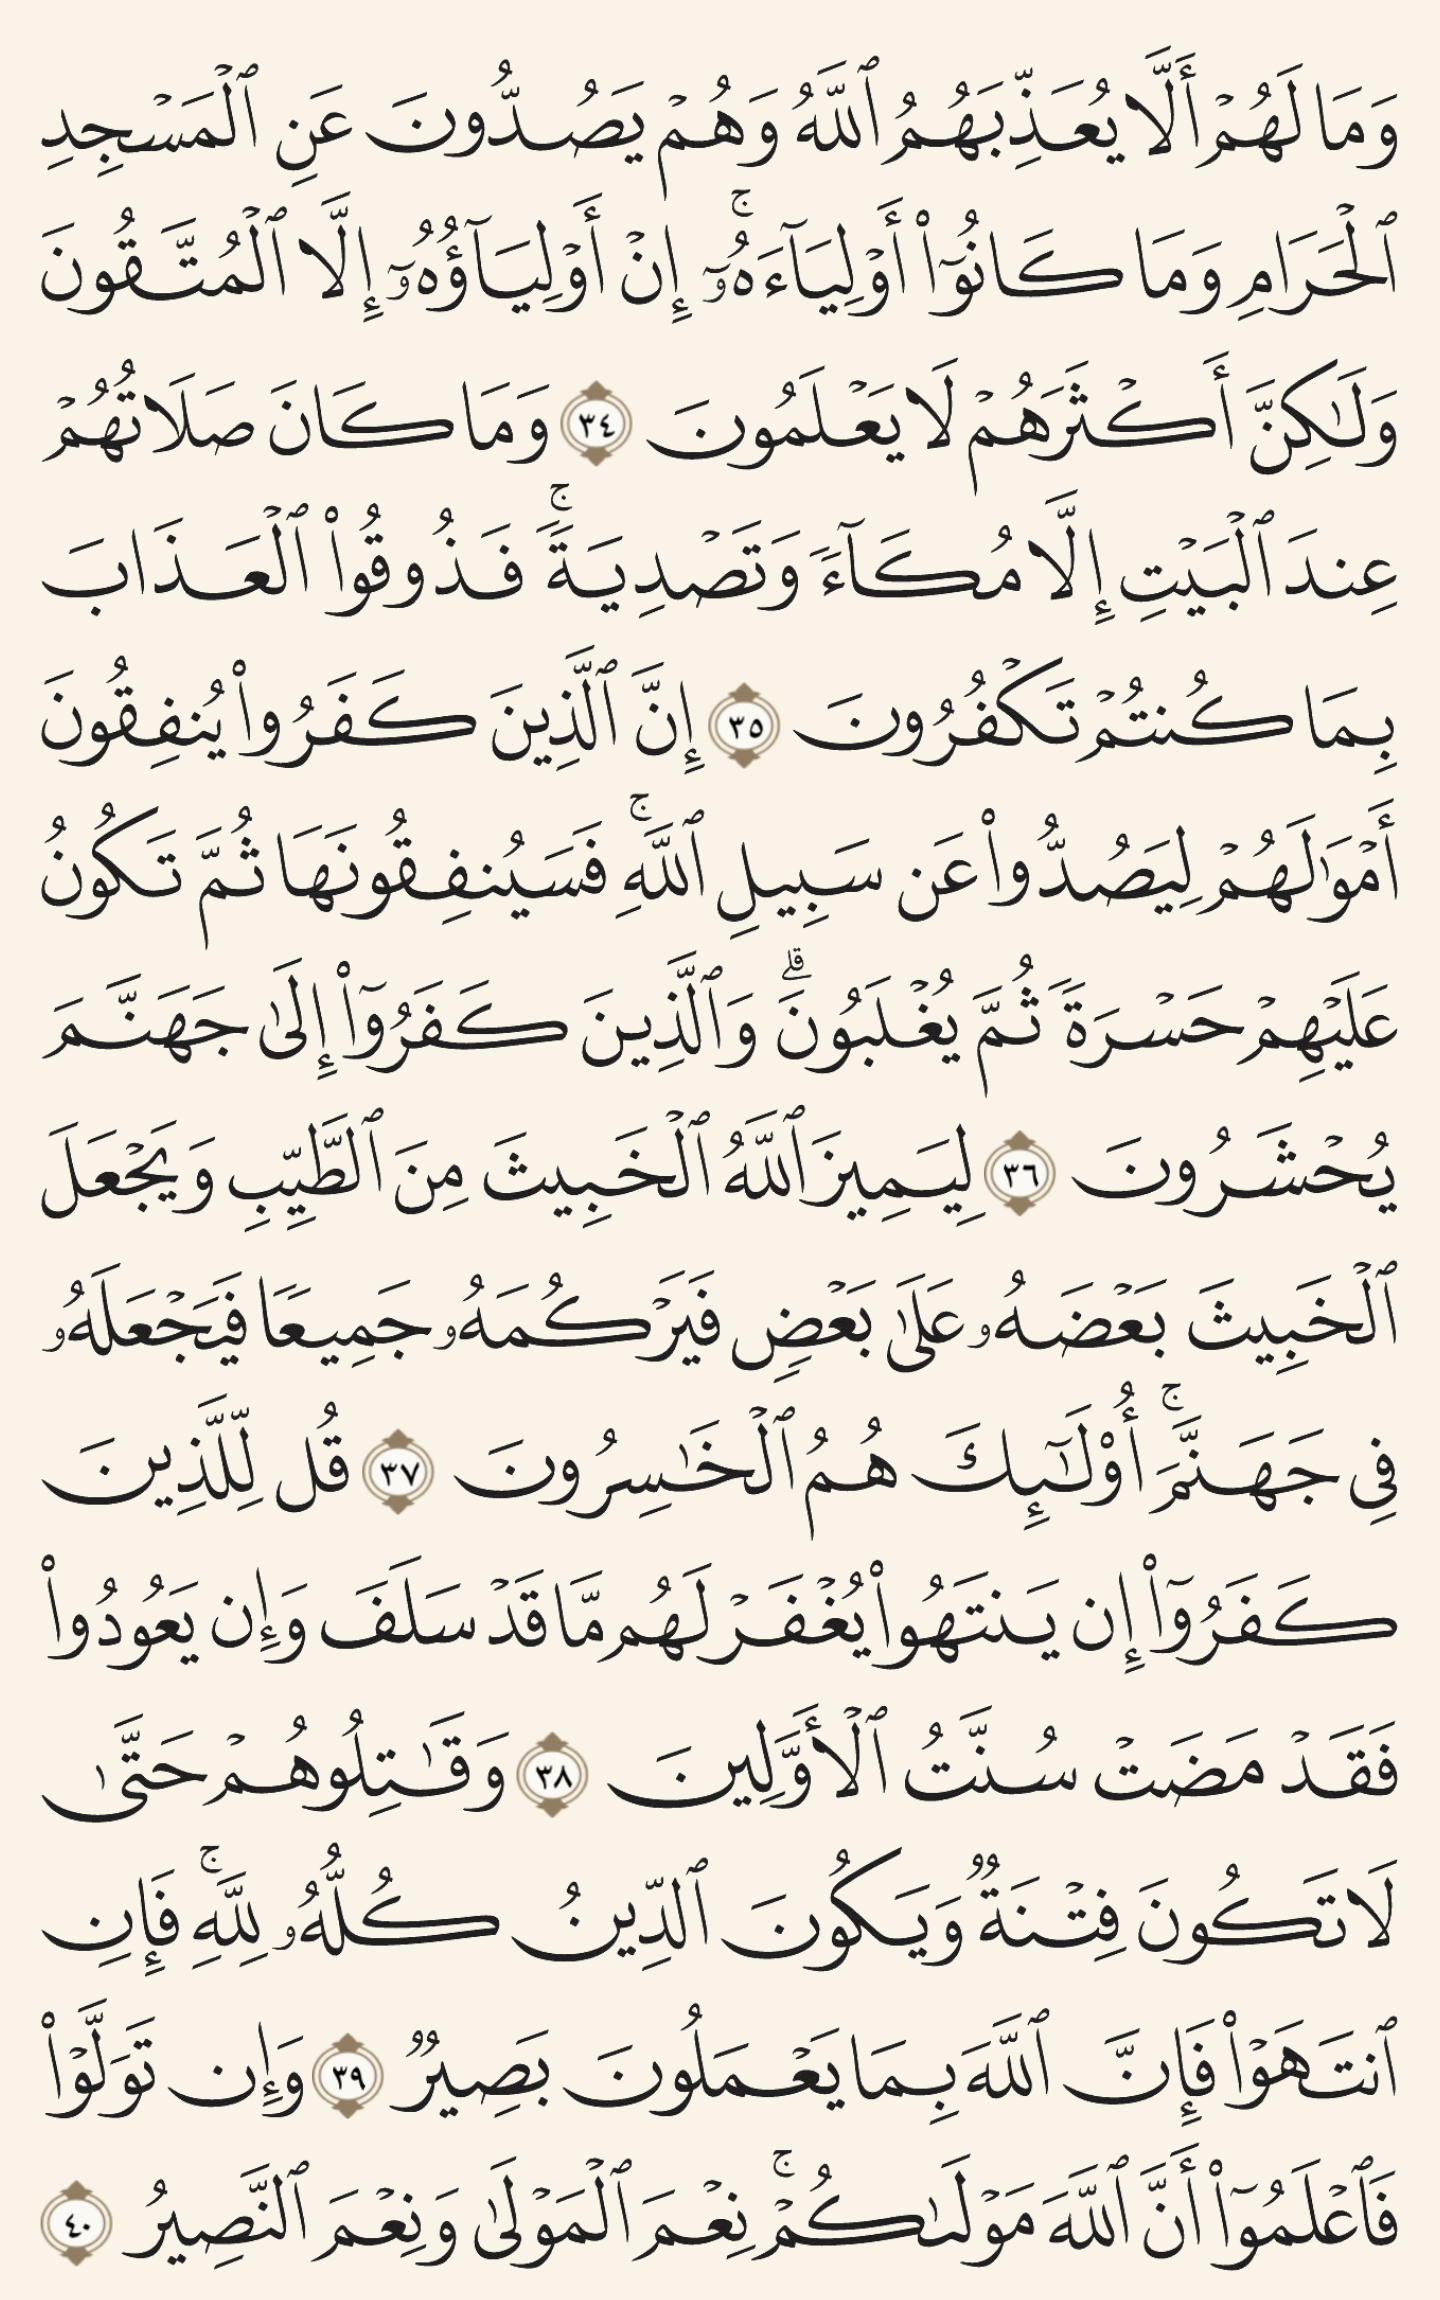 وَمَا لَهُمْ أَلَّا يُعَذِّبَهُمُ ٱللَّهُ وَهُمْ يَصُدُّونَ عَنِ ٱلْمَسْجِدِ
ٱلْحَرَامِ وَمَا كَانُوٓا۟ أَوْلِيَآءَهُۥٓ ۚ إِنْ أَوْلِيَآؤُهُۥٓ إِلَّا ٱلْمُتَّقُونَ
وَلَـٰكِنَّ أَكْثَرَهُمْ لَا يَعْلَمُونَ ٣٤ وَمَا كَانَ صَلَاتُهُمْ
عِندَ ٱلْبَيْتِ إِلَّا مُكَآءً وَتَصْدِيَةً ۚ فَذُوقُوا۟ ٱلْعَذَابَ
بِمَا كُنتُمْ تَكْفُرُونَ ٣٥ إِنَّ ٱلَّذِينَ كَفَرُوا۟ يُنفِقُونَ
أَمْوَٰلَهُمْ لِيَصُدُّوا۟ عَن سَبِيلِ ٱللَّهِ ۚ فَسَيُنفِقُونَهَا ثُمَّ تَكُونُ
عَلَيْهِمْ حَسْرَةً ثُمَّ يُغْلَبُونَ ۗ وَٱلَّذِينَ كَفَرُوٓا۟ إِلَىٰ جَهَنَّمَ
يُحْشَرُونَ ٣٦ لِيَمِيزَ ٱللَّهُ ٱلْخَبِيثَ مِنَ ٱلطَّيِّبِ وَيَجْعَلَ
ٱلْخَبِيثَ بَعْضَهُۥ عَلَىٰ بَعْضٍ فَيَرْكُمَهُۥ جَمِيعًا فَيَجْعَلَهُۥ
فِى جَهَنَّمَ ۚ أُو۟لَـٰٓئِكَ هُمُ ٱلْخَـٰسِرُونَ ٣٧ قُل لِّلَّذِينَ
كَفَرُوٓا۟ إِن يَنتَهُوا۟ يُغْفَرْ لَهُم مَّا قَدْ سَلَفَ وَإِن يَعُودُوا۟
فَقَدْ مَضَتْ سُنَّتُ ٱلْأَوَّلِينَ ٣٨ وَقَـٰتِلُوهُمْ حَتَّىٰ
لَا تَكُونَ فِتْنَةٌ وَيَكُونَ ٱلدِّينُ كُلُّهُۥ لِلَّهِ ۚ فَإِنِ
ٱنتَهَوْا۟ فَإِنَّ ٱللَّهَ بِمَا يَعْمَلُونَ بَصِيرٌ ٣٩ وَإِن تَوَلَّوْا۟
فَٱعْلَمُوٓا۟ أَنَّ ٱللَّهَ مَوْلَىٰكُمْ ۚ نِعْمَ ٱلْمَوْلَىٰ وَنِعْمَ ٱلنَّصِيرُ ٤٠